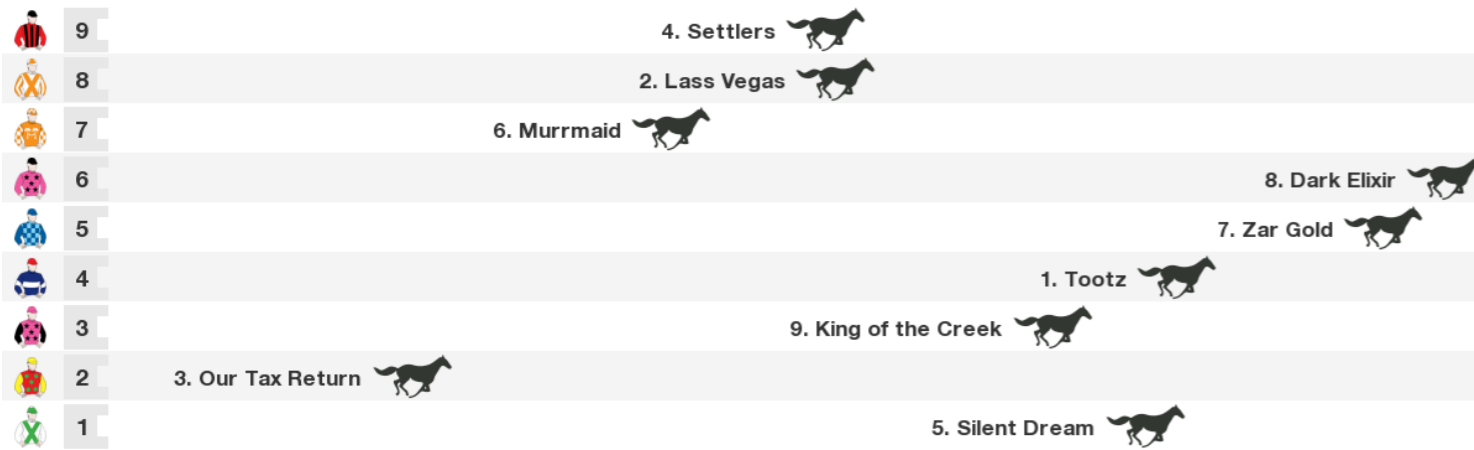 9 4. Settlers
8 2. Lass Vegas
7 6. Murrmaid
6 8. Dark Elixir
5 7. Zar Gold
4 1. Tootz
3 9. King of the Creek
2 3. Our Tax Return
1 5. Silent Dream